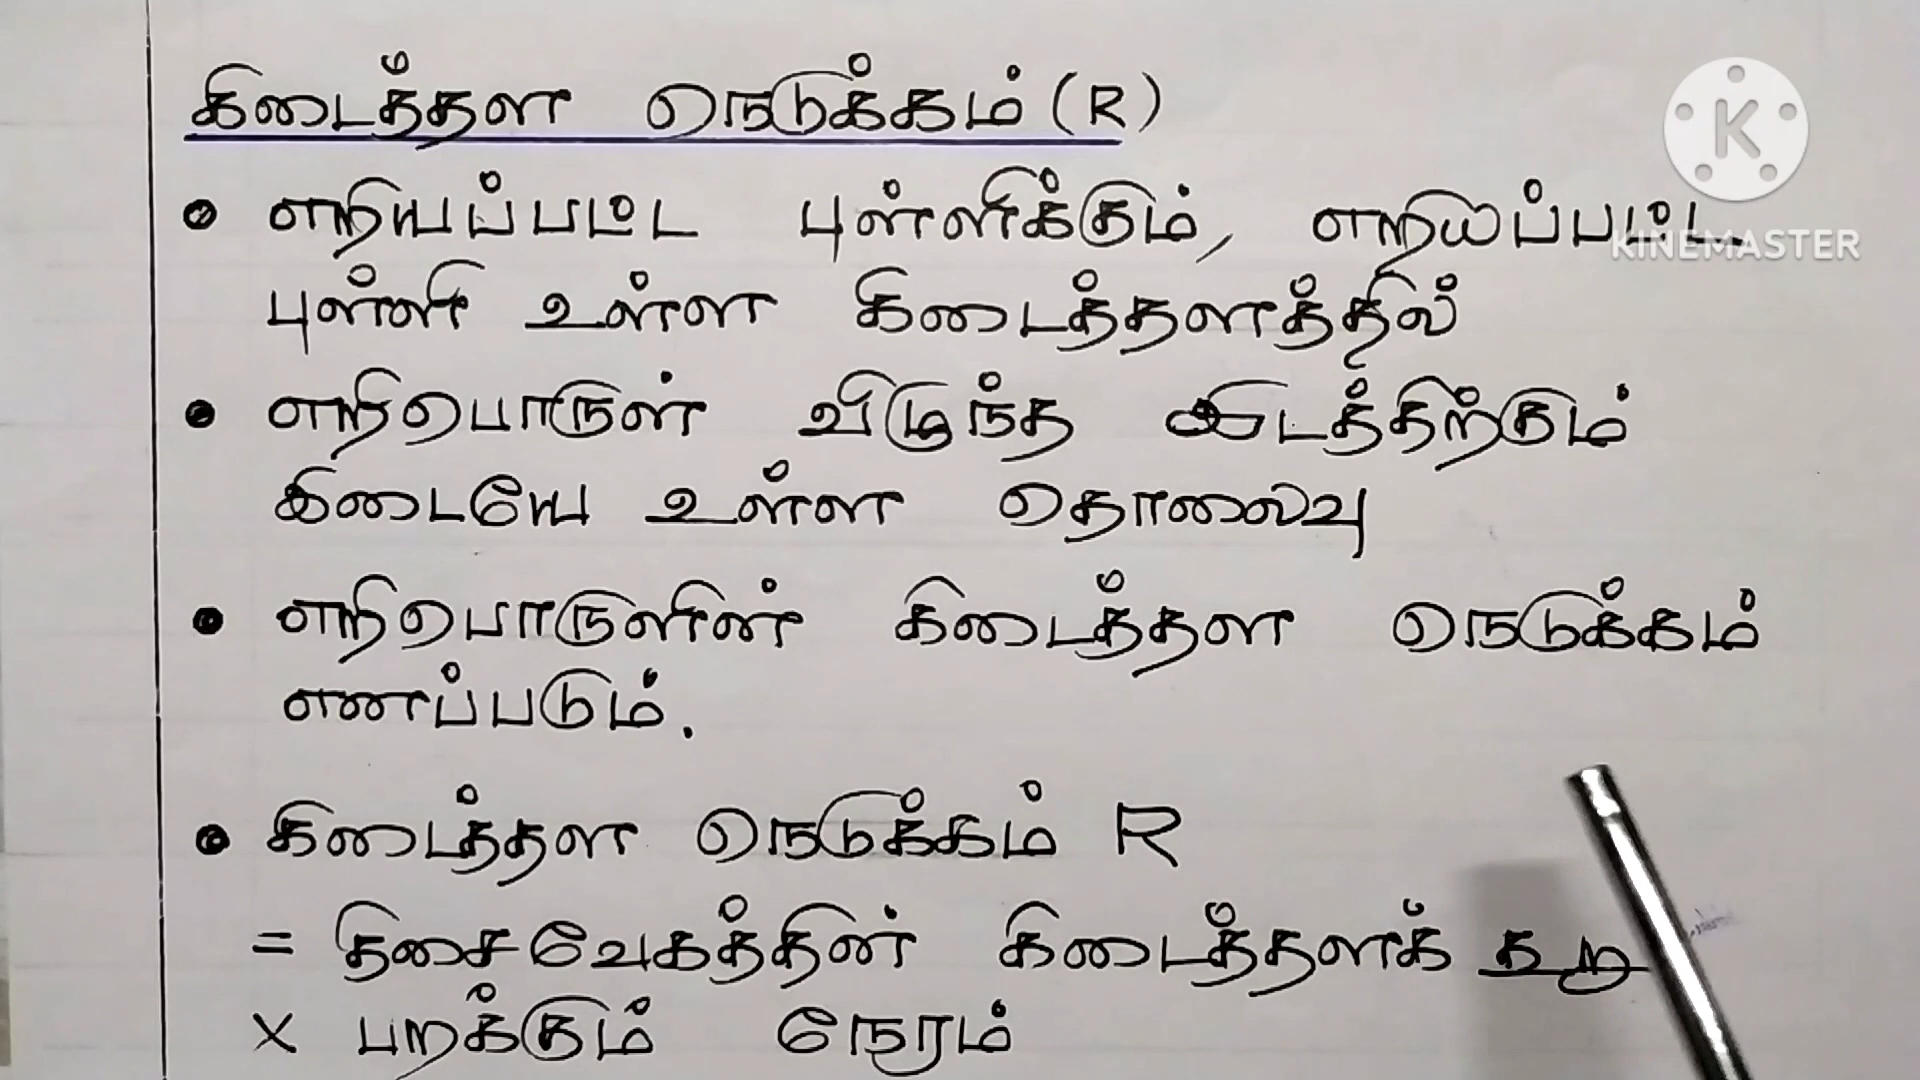 கிடைத்தள நெடுக்கம் (R)
• எறியப்பட்ட புள்ளிக்கும், எறியப்பட்ட
புள்ளி உள்ள கிடைத்தளத்தில்
• எறிபொருள் விழுந்த இடத்திற்கும்
இடையே உள்ள தொலைவு
• எறிபொருளின் கிடைத்தள நெடுக்கம்
எனப்படும்.
• கிடைத்தள நெடுக்கம் R
= திசைவேகத்தின் கிடைத்தளக் கூறு
× பறக்கும் நேரம்
K
KINEMASTER